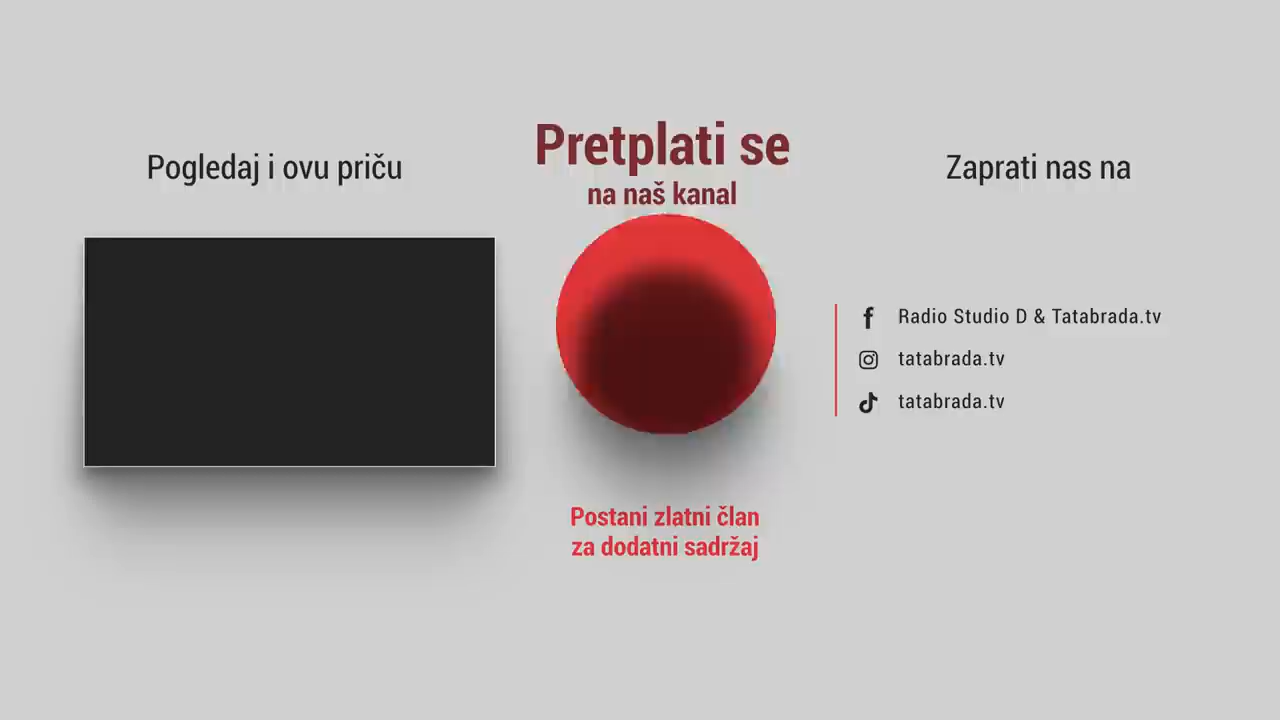 Pogledaj i ovu priču
Pretplati se
na naš kanal
Postani zlatni član
za dodatni sadržaj
Zaprati nas na
Radio Studio D & Tatabrada.tv
tatabrada.tv
tatabrada.tv